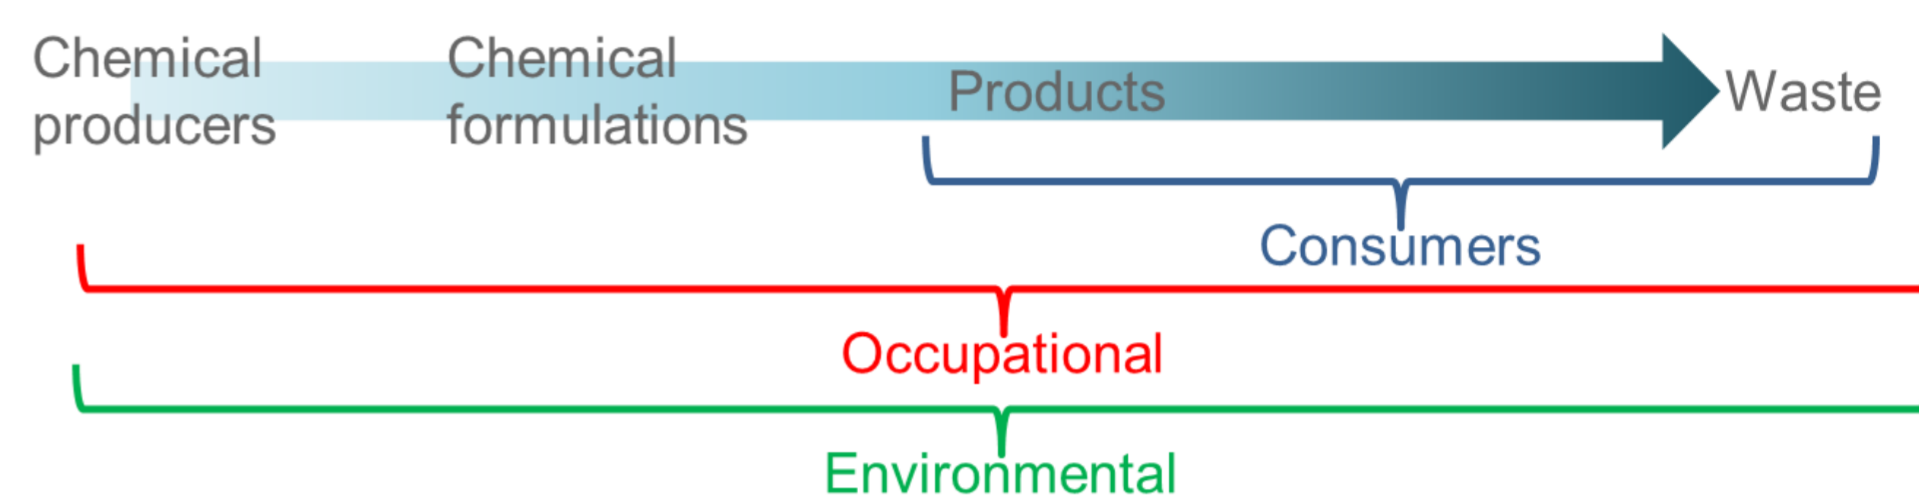 Chemical
producers
Chemical
formulations
Products
Waste
Consumers
Occupational
Environmental